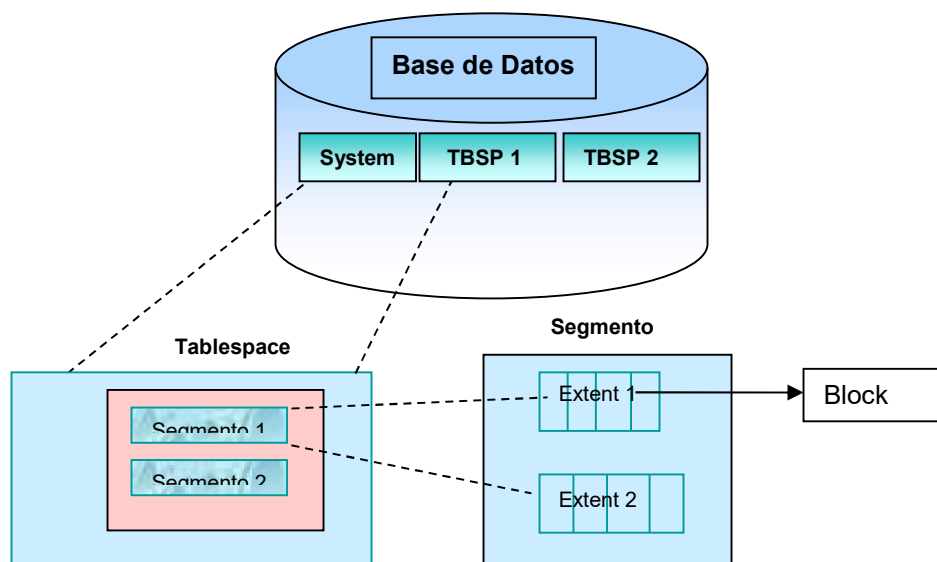 Base de Datos
System
TBSP 1
TBSP 2
Tablespace
Segmento
Segmento 1
Segmento 2
Extent 1
Block
Extent 2